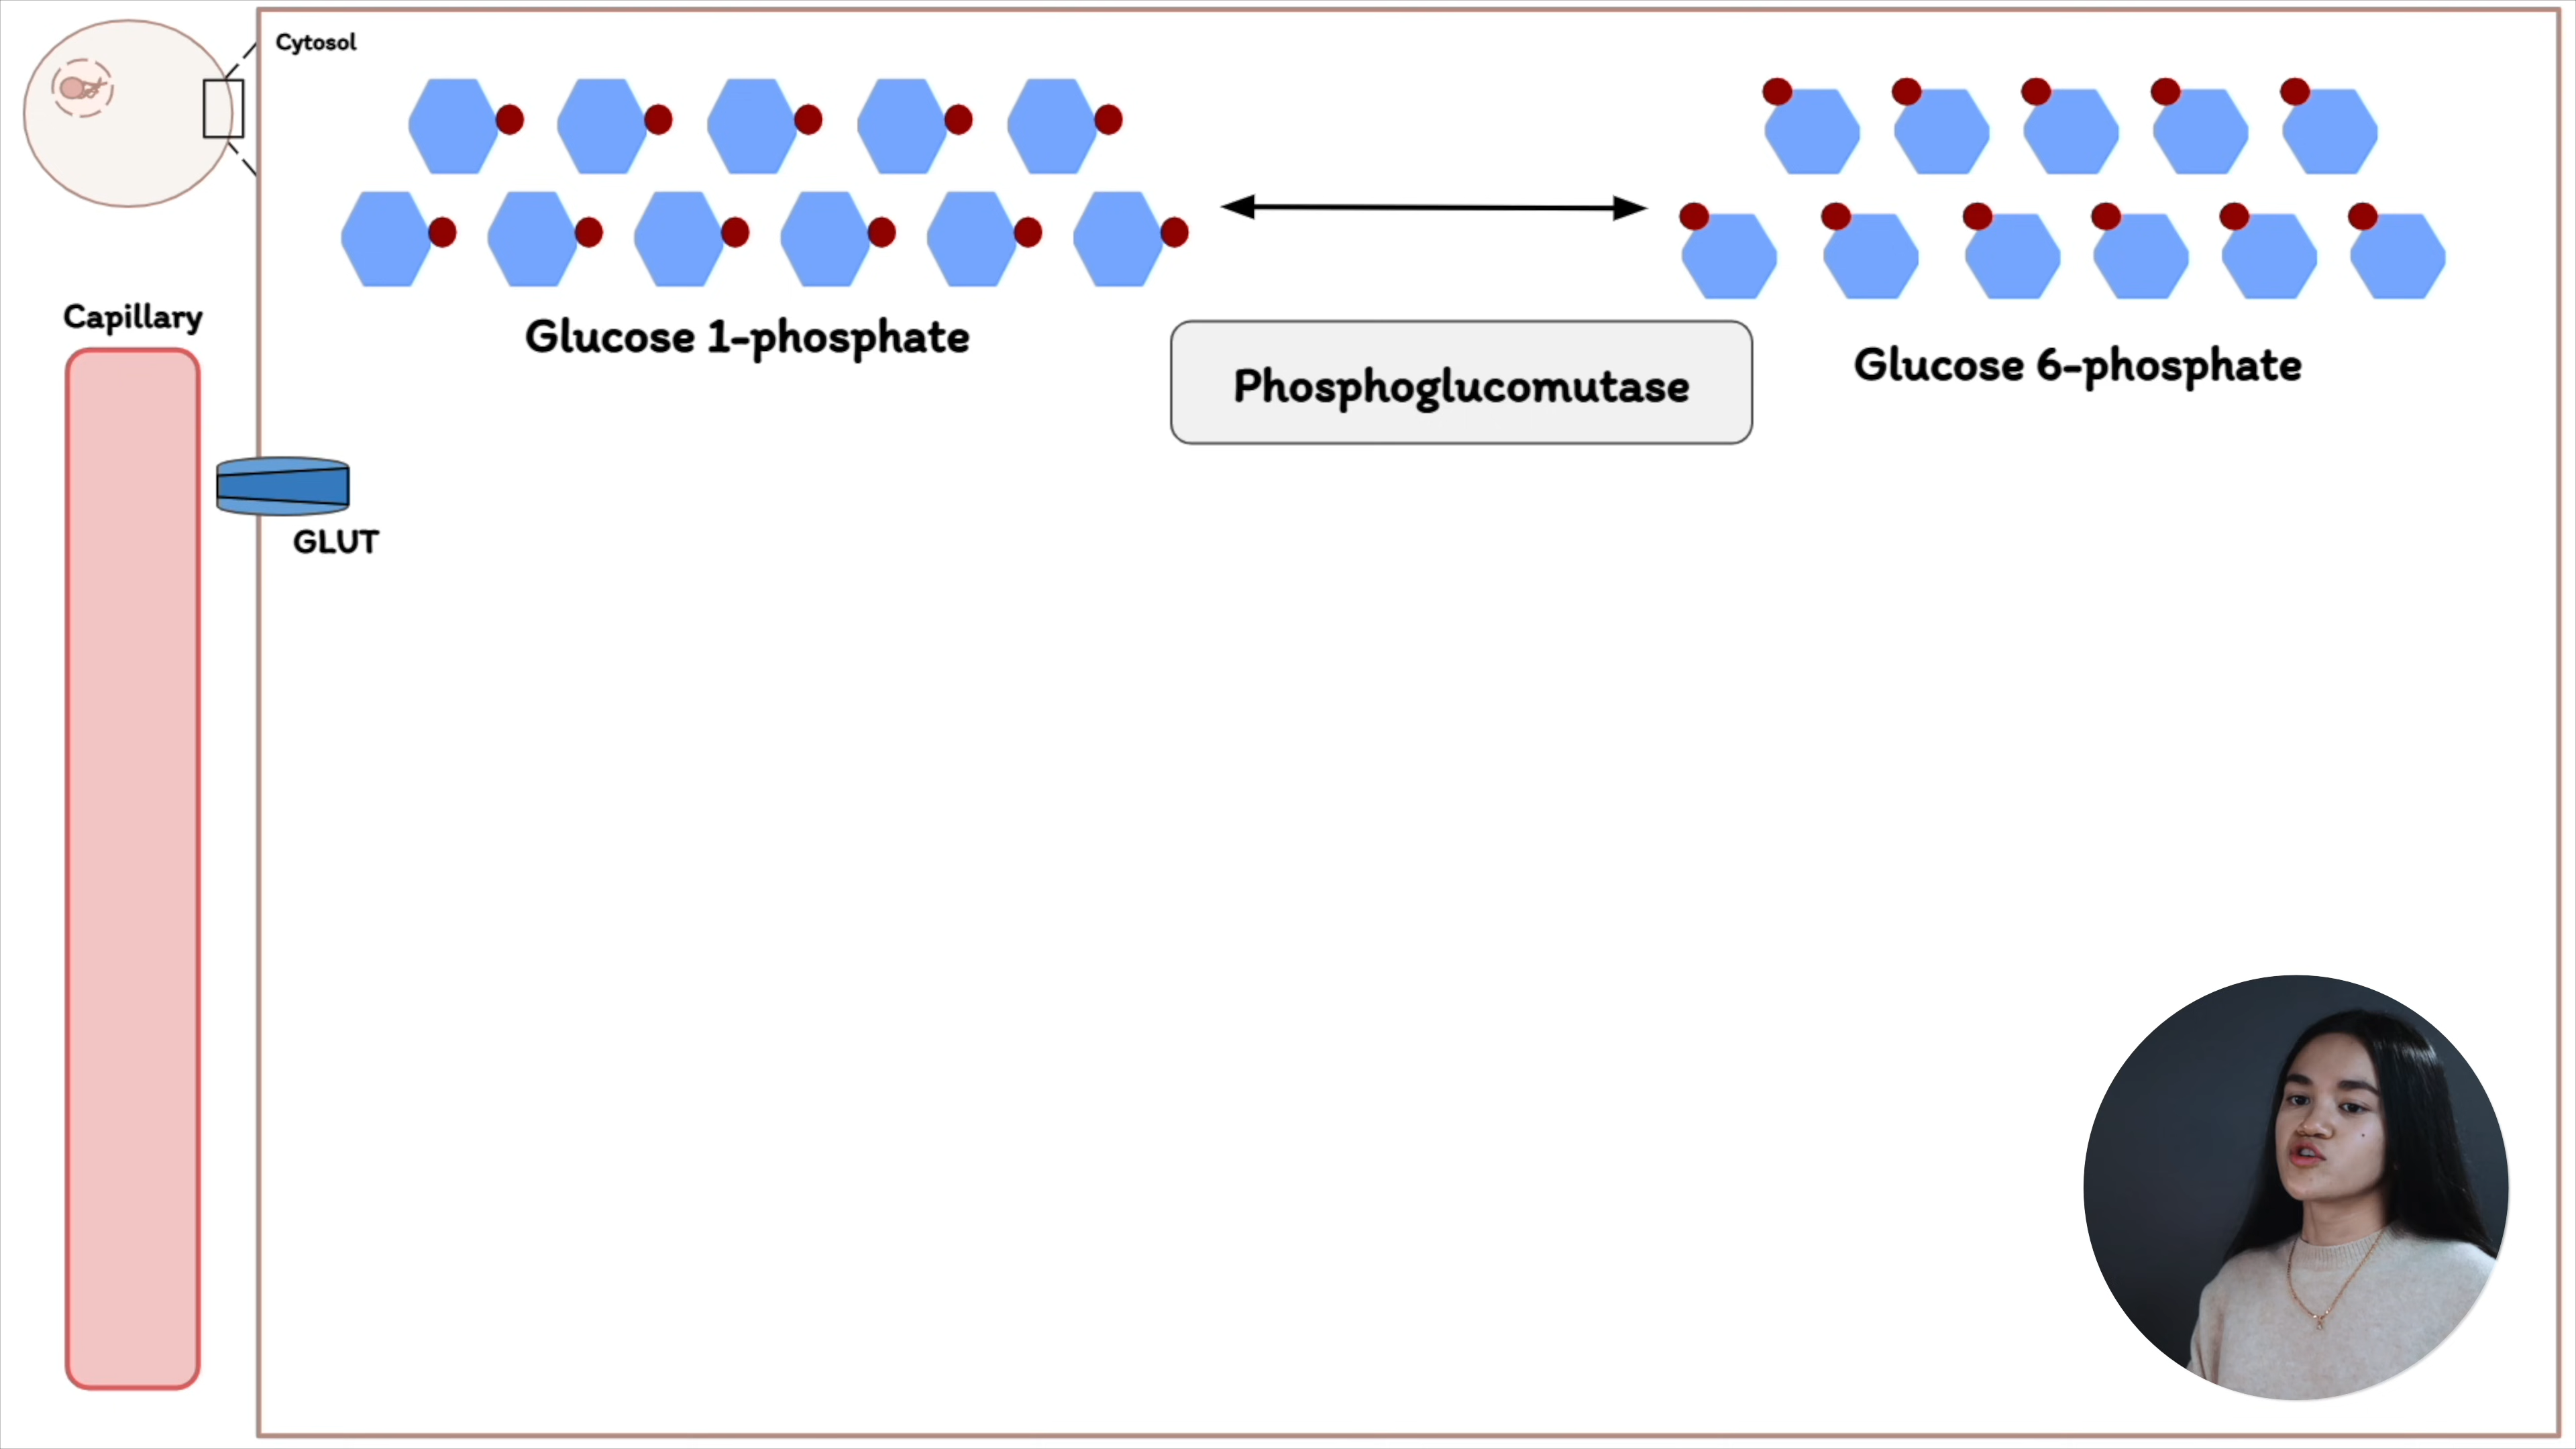 Cytosol
Glucose 1-phosphate
Glucose 6-phosphate
Phosphoglucomutase
Capillary
GLUT